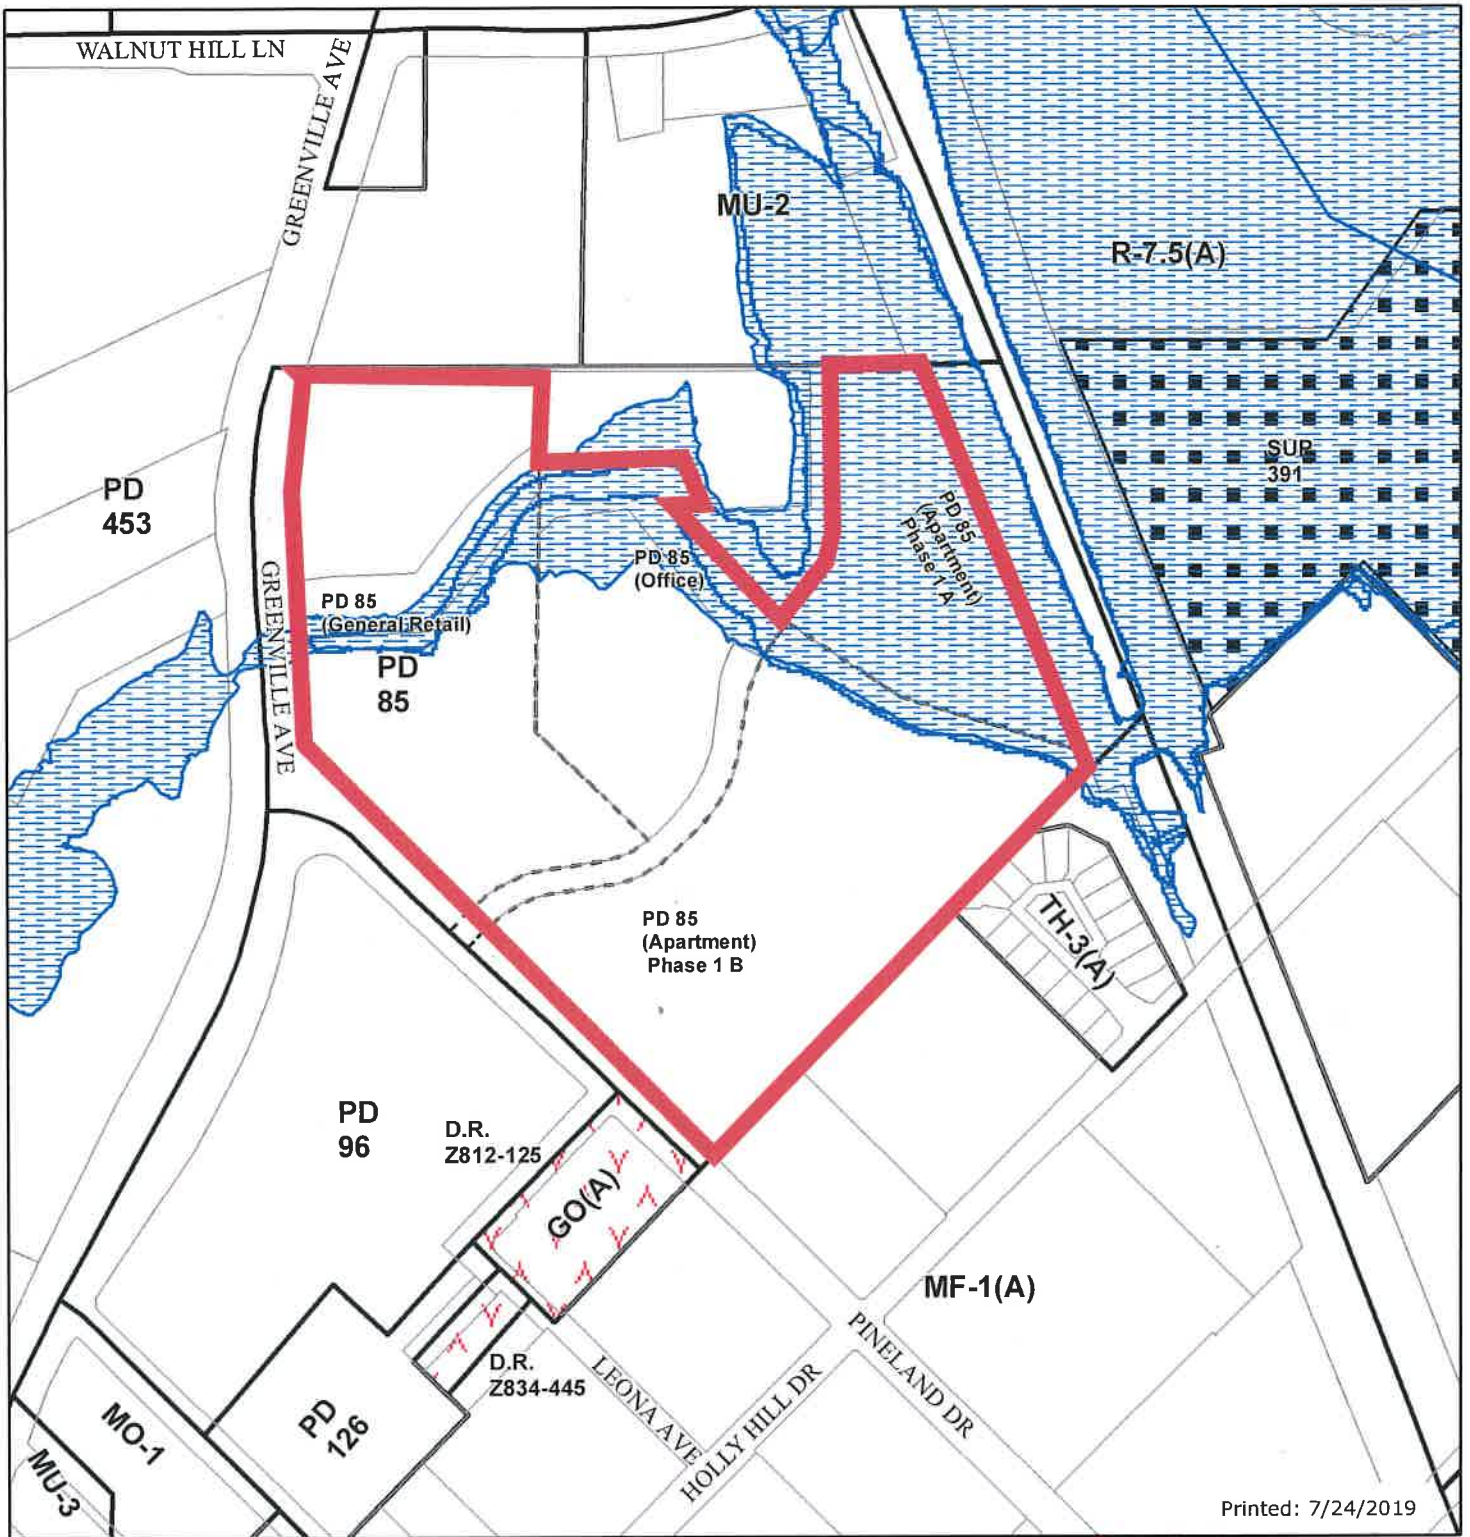 WALNUT HILL LN
GREENVILLE AVE
MU-2
R-7.5(A)
SUP
391
PD
453
PD 85
(Apartment)
Phase 1 A
PD 85
(Office)
PD 85
(General Retail)
GREENVILLE AVE
PD
85
PD 85
(Apartment)
Phase 1 B
TH-3(A)
PD
96
D.R.
Z812-125
GO(A)
MF-1(A)
D.R.
Z834-445
LEONA AVE
HOLLY HILL DR
PINELAND DR
PD
126
MO-1
MU-3
Printed: 7/24/2019